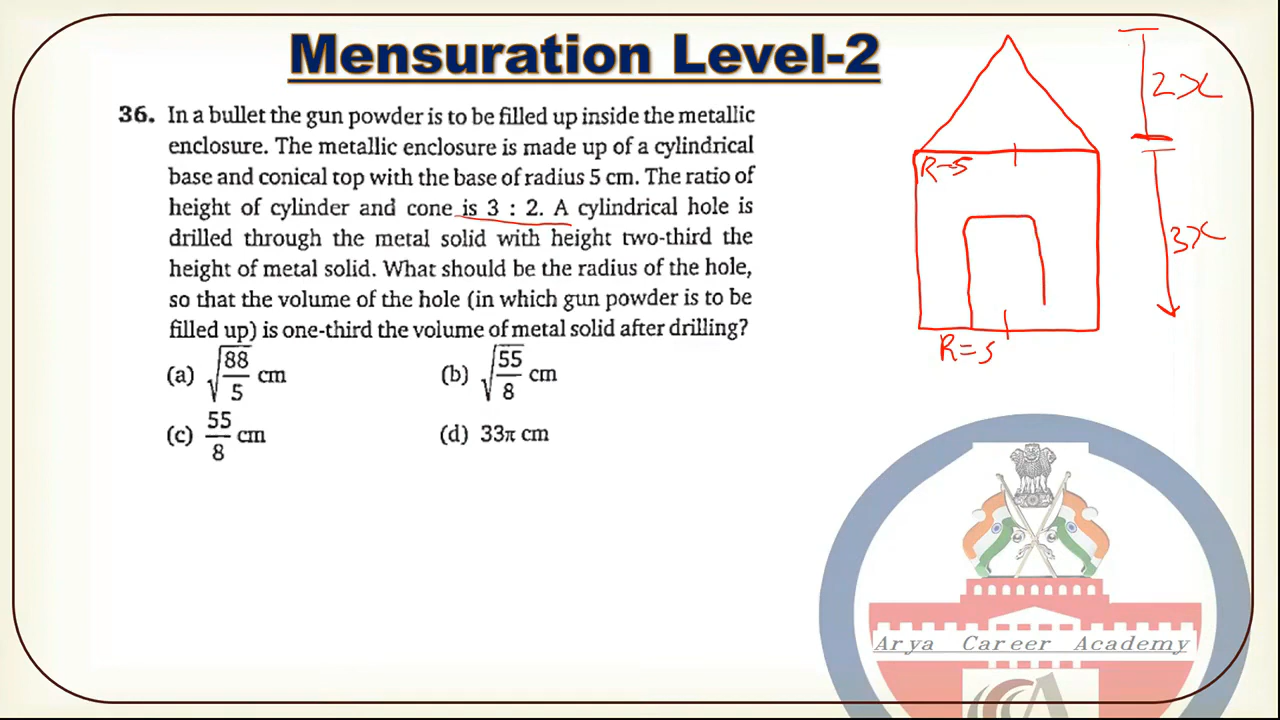 Mensuration Level-2
36. In a bullet the gun powder is to be filled up inside the metallic
enclosure. The metallic enclosure is made up of a cylindrical
base and conical top with the base of radius 5 cm. The ratio of
height of cylinder and cone is 3 : 2. A cylindrical hole is
drilled through the metal solid with height two-third the
height of metal solid. What should be the radius of the hole,
so that the volume of the hole (in which gun powder is to be
filled up) is one-third the volume of metal solid after drilling?
(a) √(88/5) cm (b) √(55/8) cm
(c) 55/8 cm (d) 33π cm
2x
R=5
3x
R=5
Arya Career Academy